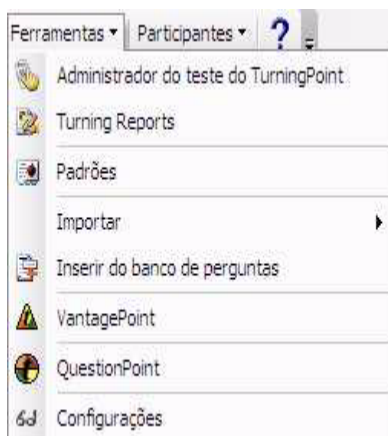 Ferramentas Participantes ?
Administrador do teste do TurningPoint
Turning Reports
Padrões
Importar
Inserir do banco de perguntas
VantagePoint
QuestionPoint
Configurações